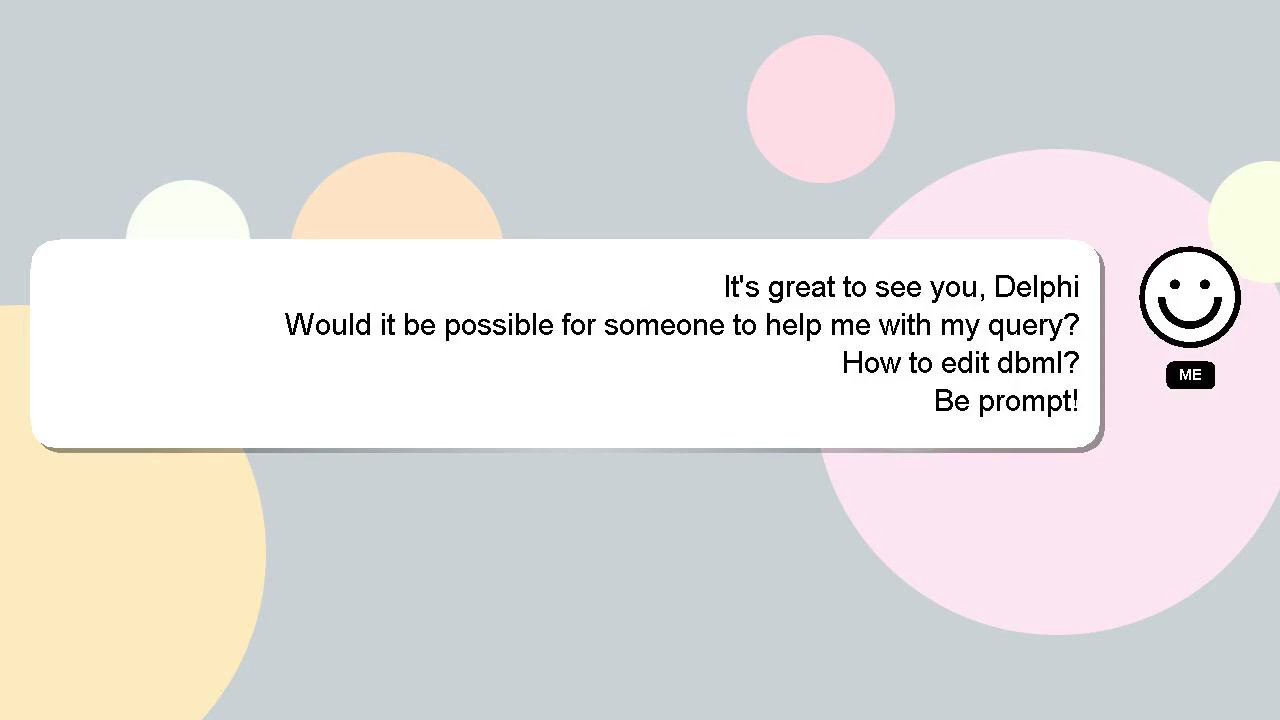 It's great to see you, Delphi
Would it be possible for someone to help me with my query?
How to edit dbml?
Be prompt!
ME